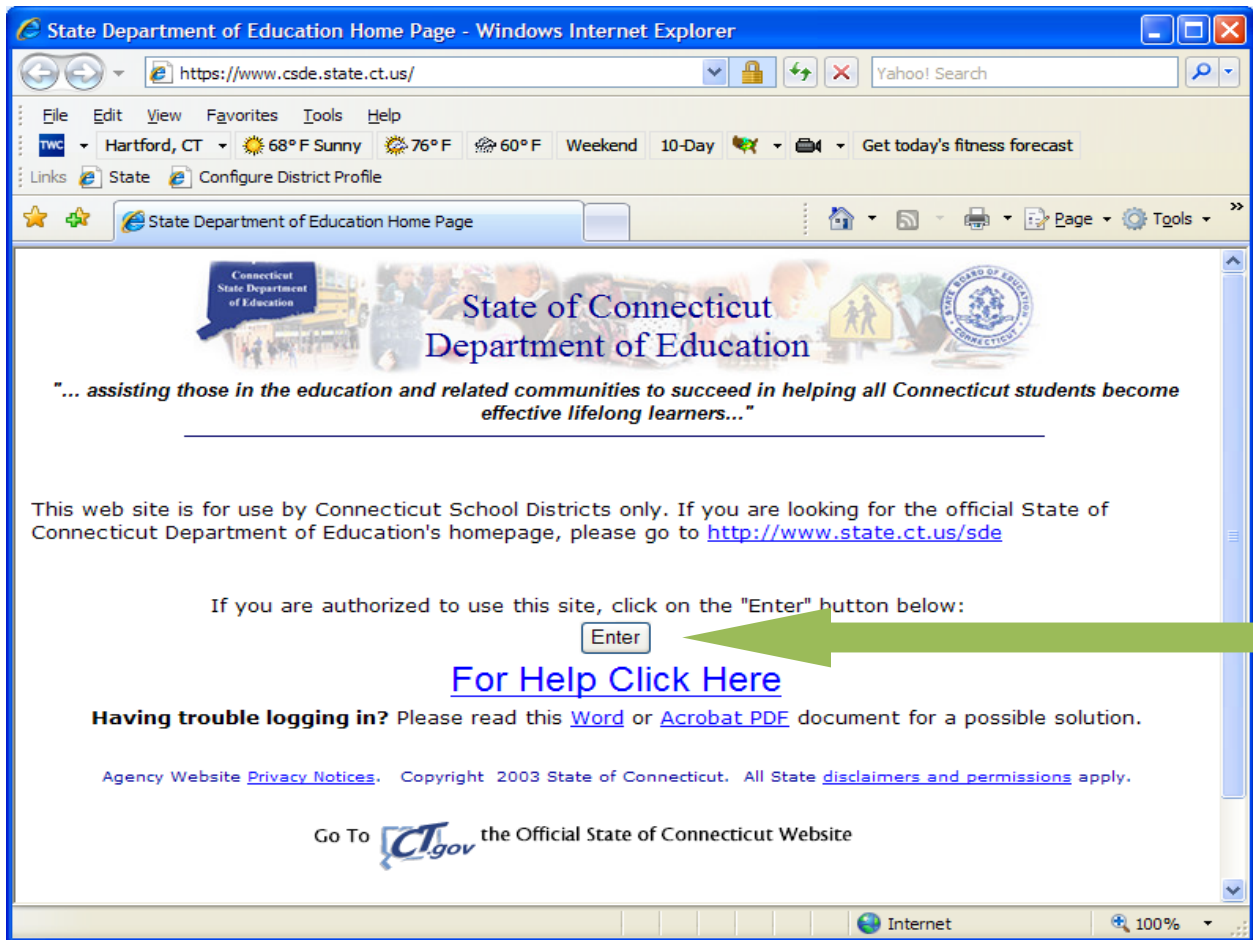 State Department of Education Home Page - Windows Internet Explorer
https://www.csde.state.ct.us/
Yahoo! Search
File Edit View Favorites Tools Help
TWC Hartford, CT 68° F Sunny 76° F 60° F Weekend 10-Day Get today's fitness forecast
Links State Configure District Profile
State Department of Education Home Page
Page Tools »
Connecticut
State Department
of Education
State of Connecticut
Department of Education
STATE BOARD OF EDUCATION · CONNECTICUT ·
"... assisting those in the education and related communities to succeed in helping all Connecticut students become
effective lifelong learners..."
This web site is for use by Connecticut School Districts only. If you are looking for the official State of
Connecticut Department of Education's homepage, please go to http://www.state.ct.us/sde
If you are authorized to use this site, click on the "Enter" button below:
Enter
For Help Click Here
Having trouble logging in? Please read this Word or Acrobat PDF document for a possible solution.
Agency Website Privacy Notices. Copyright 2003 State of Connecticut. All State disclaimers and permissions apply.
Go To CT.gov the Official State of Connecticut Website
Internet 100%